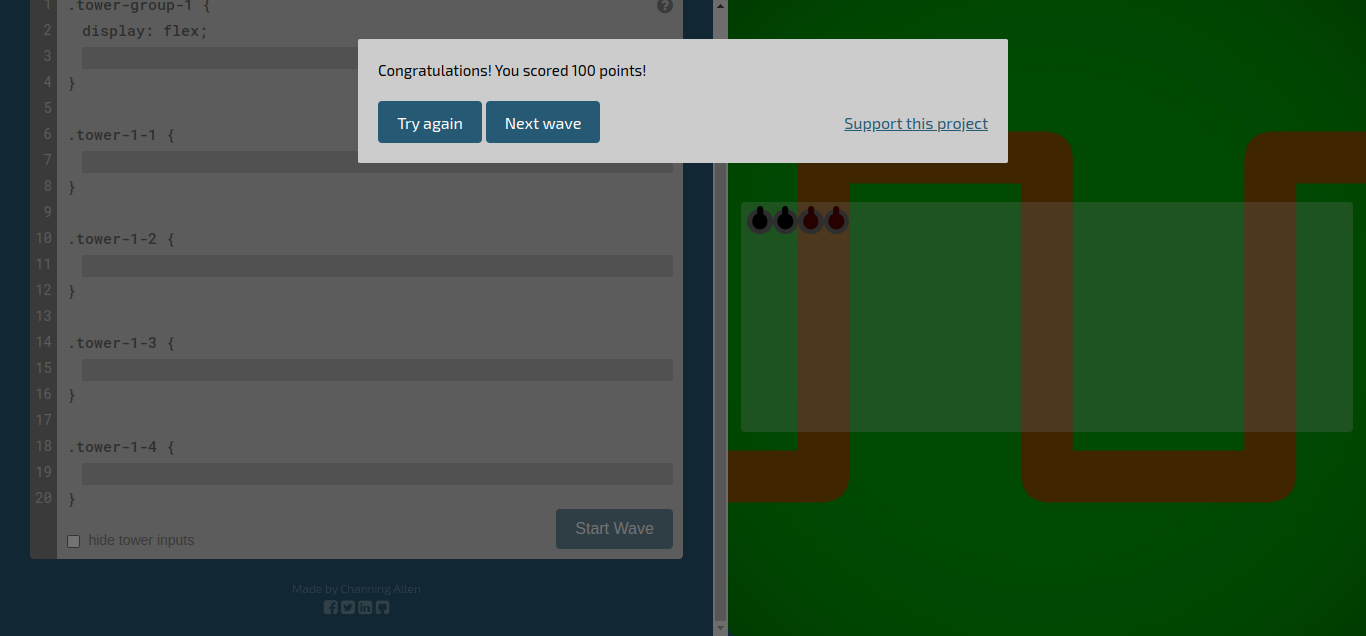 Congratulations! You scored 100 points!
Try again
Next wave
Support this project
1 .tower-group-1 {
2 display: flex;
3
4 }
5
6 .tower-1-1 {
7
8 }
9
10 .tower-1-2 {
11
12 }
13
14 .tower-1-3 {
15
16 }
17
18 .tower-1-4 {
19
20 }
?
hide tower inputs
Start Wave
Made by Channing Allen